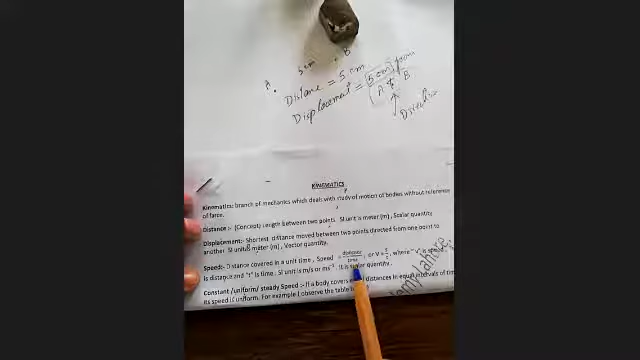 5 cm
A . . B
Distance = 5 cm
Displacement = 5 cm from
(A to B
Direction
KINEMATICS
Kinematics: branch of mechanics which deals with study of motion of bodies without reference
of force.
Distance :- (Concept) Length between two points SI unit is meter (m) , Scalar quantity
Displacement:- Shortest distance moved between two points directed from one point to
another SI unit is meter (m) , Vector quantity.
Speed:- Distance covered in a unit time , Speed = distance/time , or V = S/t , where "V" is speed
is distance and "t" is time . SI unit is m/s or ms⁻¹ . It is scalar quantity.
Constant /uniform/ steady Speed :- If a body covers distances in equal intervals of
its speed if uniform. For example I observe the table